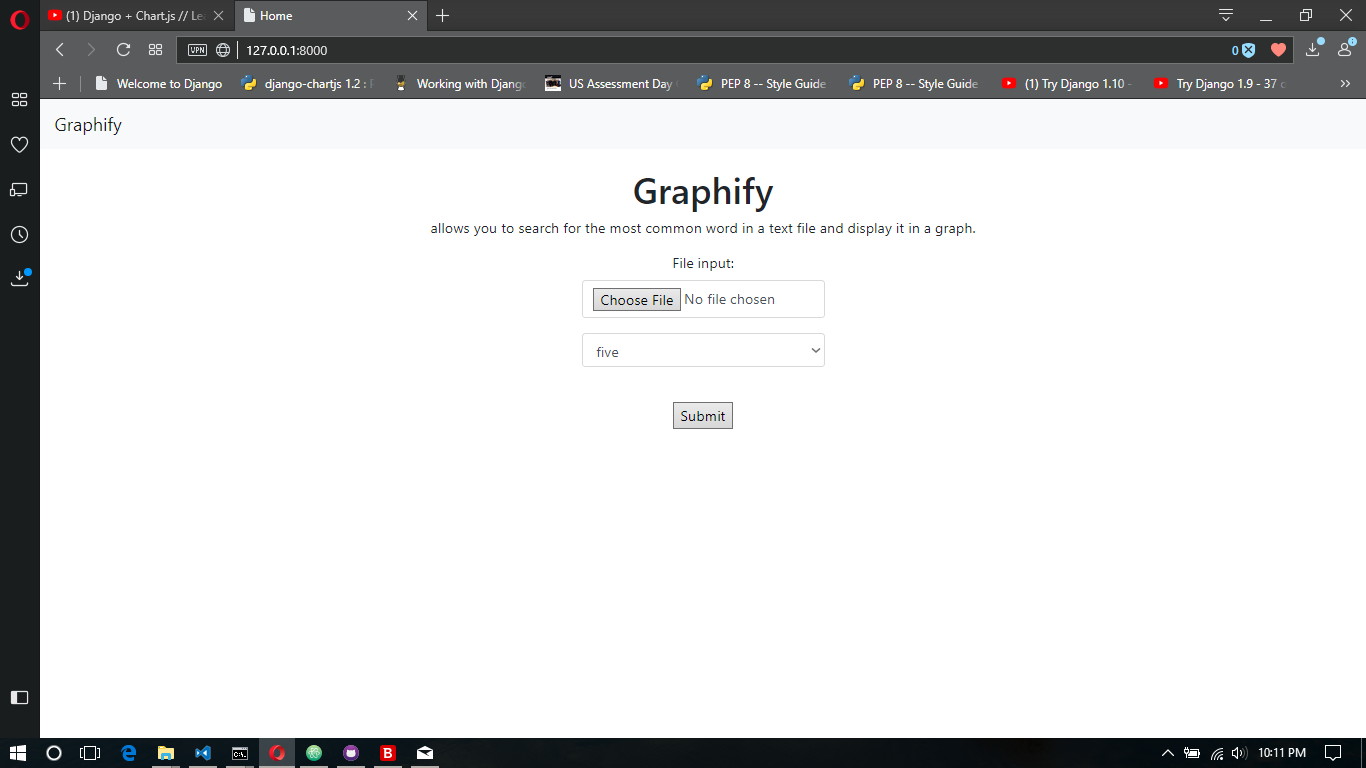 (1) Django + Chart.js // Le
Home
VPN
127.0.0.1:8000
0
Welcome to Django
django-chartjs 1.2 :
Working with Djang
US Assessment Day
PEP 8 -- Style Guide
PEP 8 -- Style Guide
(1) Try Django 1.10 -
Try Django 1.9 - 37
Graphify
Graphify
allows you to search for the most common word in a text file and display it in a graph.
File input:
Choose File No file chosen
five
Submit
10:11 PM